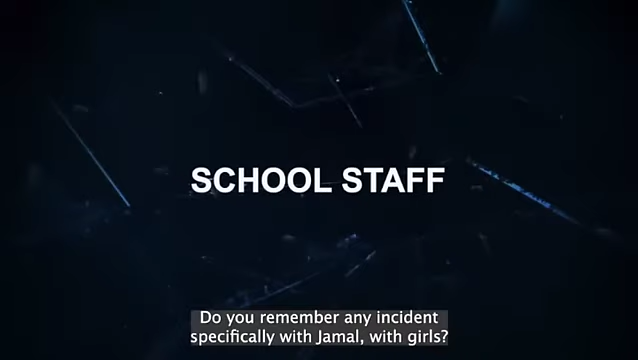 SCHOOL STAFF
Do you remember any incident
specifically with Jamal, with girls?